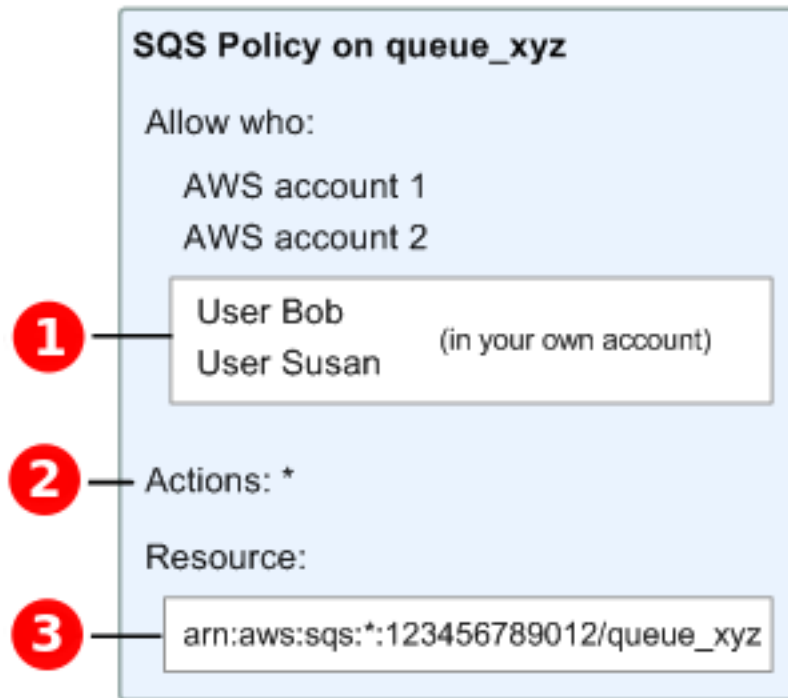 SQS Policy on queue_xyz
Allow who:
AWS account 1
AWS account 2
1
User Bob
User Susan
(in your own account)
2
Actions: *
Resource:
3
arn:aws:sqs:*:123456789012/queue_xyz